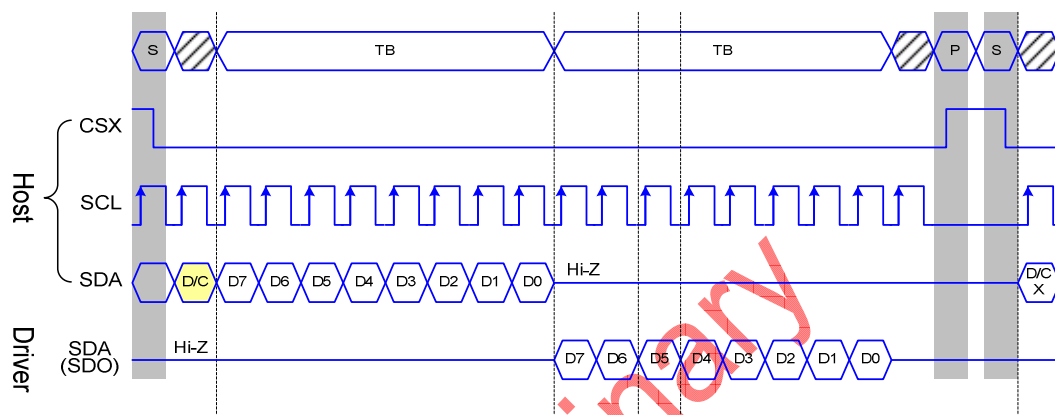 S TB TB P S
CSX
Host
SCL
SDA D/C D7 D6 D5 D4 D3 D2 D1 D0 Hi-Z D/C
X
Driver
SDA Hi-Z D7 D6 D5 D4 D3 D2 D1 D0
(SDO)
inary